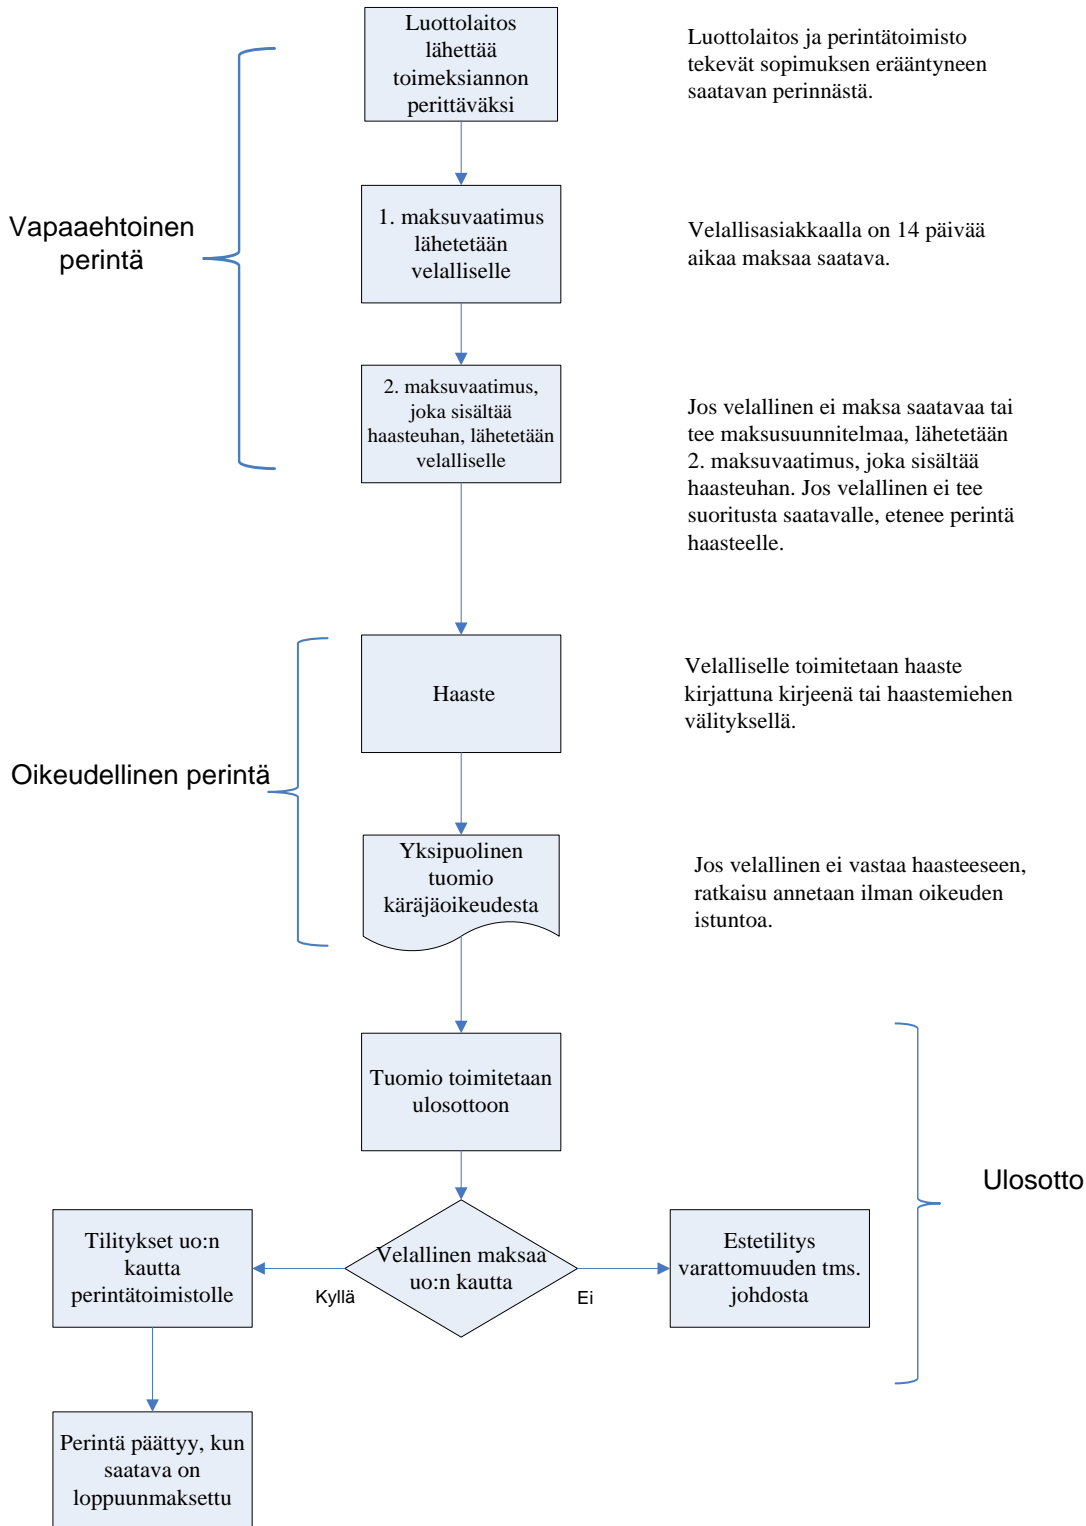 Luottolaitos
lähettää
toimeksiannon
perittäväksi
Luottolaitos ja perintätoimisto
tekevät sopimuksen erääntyneen
saatavan perinnästä.
Vapaaehtoinen
perintä
1. maksuvaatimus
lähetetään
velalliselle
Velallisasiakkaalla on 14 päivää
aikaa maksaa saatava.
2. maksuvaatimus,
joka sisältää
haasteuhan, lähetetään
velalliselle
Jos velallinen ei maksa saatavaa tai
tee maksusuunnitelmaa, lähetetään
2. maksuvaatimus, joka sisältää
haasteuhan. Jos velallinen ei tee
suoritusta saatavalle, etenee perintä
haasteelle.
Oikeudellinen perintä
Haaste
Velalliselle toimitetaan haaste
kirjattuna kirjeenä tai haastemiehen
välityksellä.
Yksipuolinen
tuomio
käräjäoikeudesta
Jos velallinen ei vastaa haasteeseen,
ratkaisu annetaan ilman oikeuden
istuntoa.
Tuomio toimitetaan
ulosottoon
Ulosotto
Velallinen maksaa
uo:n kautta
Kyllä
Ei
Tilitykset uo:n
kautta
perintätoimistolle
Estetilitys
varattomuuden tms.
johdosta
Perintä päättyy, kun
saatava on
loppuunmaksettu